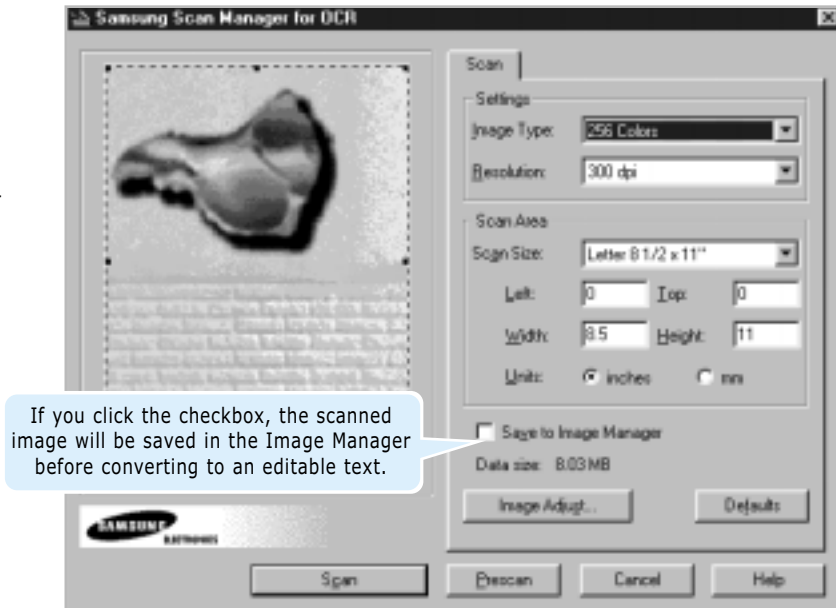 Samsung Scan Manager for OCR
Scan
Settings
Image Type: 256 Colors
Resolution: 300 dpi
Scan Area
Scan Size: Letter 8 1/2 x 11"
Left: 0 Top: 0
Width: 8.5 Height: 11
Units: inches mm
If you click the checkbox, the scanned
image will be saved in the Image Manager
before converting to an editable text.
Save to Image Manager
Data size: 8.03 MB
Image Adjust... Defaults
SAMSUNG
ELECTRONICS
Scan Prescan Cancel Help